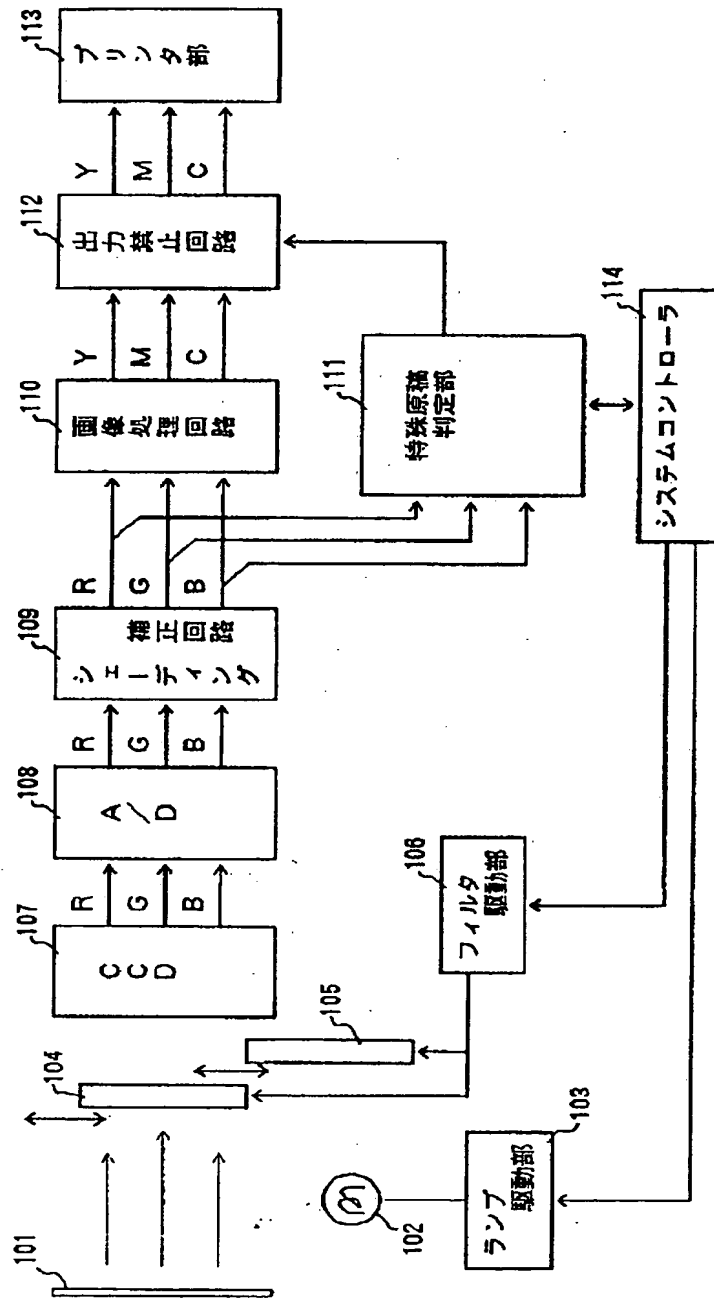 101
104
105
107
CCD
R
G
B
108
A/D
R
G
B
109
シェーディング
補正回路
R
G
B
110
画像処理回路
Y
M
C
112
出力禁止回路
Y
M
C
113
プリンタ部
102
103
ランプ
駆動部
106
フィルタ
駆動部
111
特殊原稿
判定部
114
システムコントローラ